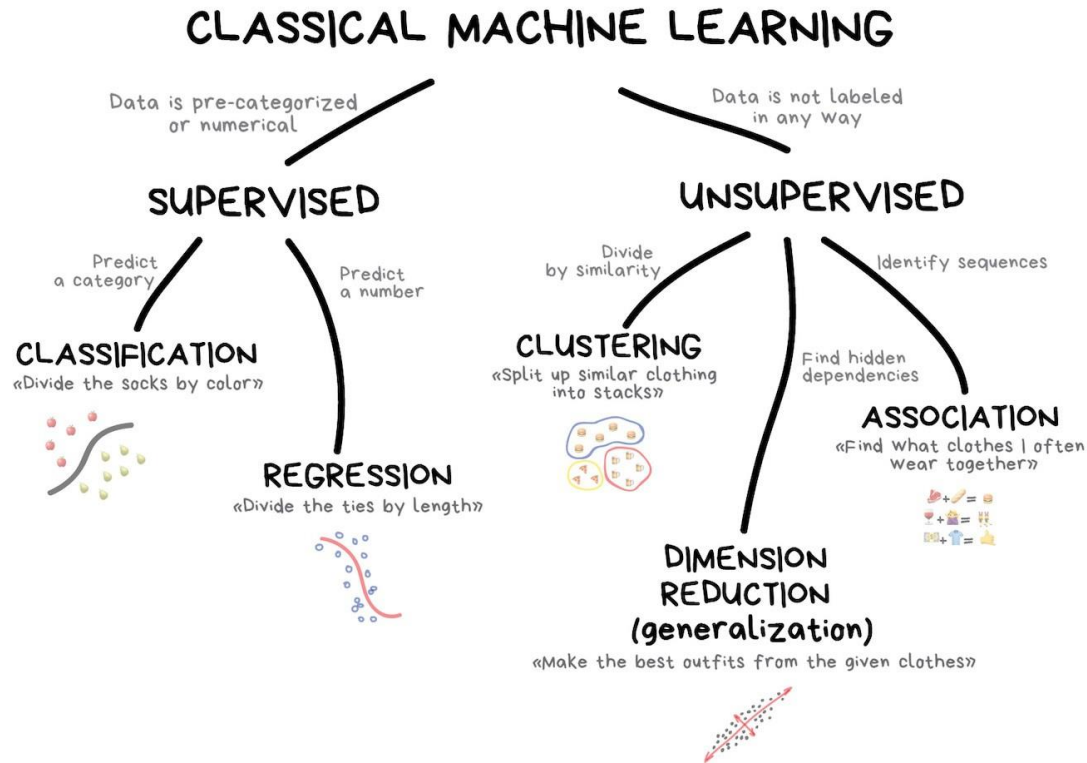 CLASSICAL MACHINE LEARNING
Data is pre-categorized
or numerical
Data is not labeled
in any way
SUPERVISED
UNSUPERVISED
Predict
a category
Predict
a number
Divide
by similarity
Identify sequences
CLASSIFICATION
«Divide the socks by color»
CLUSTERING
«Split up similar clothing
into stacks»
Find hidden
dependencies
ASSOCIATION
«Find What clothes I often
wear together»
REGRESSION
«Divide the ties by length»
+ =
+ =
+ =
DIMENSION
REDUCTION
(generalization)
«Make the best outfits from the given clothes»